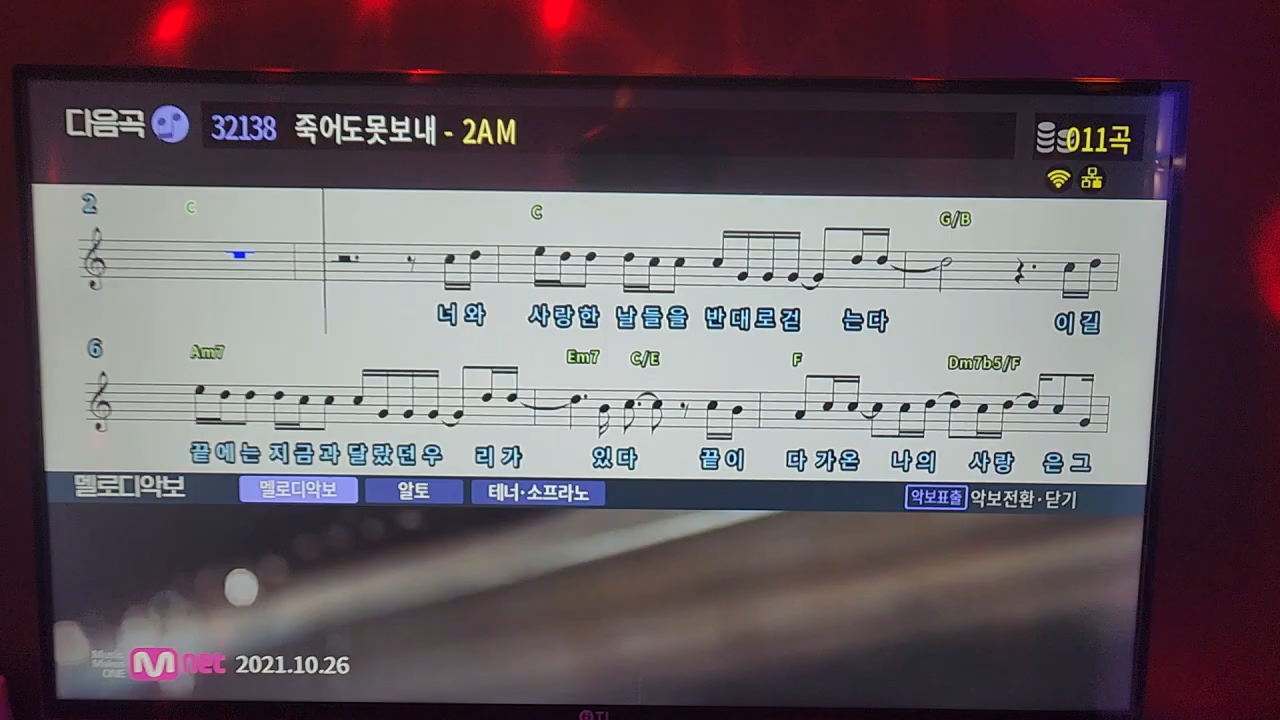 다음곡 32138 죽어도못보내 - 2AM 011곡
2 C C G/B
너와 사랑한 날들을 반대로걷 는다 이길
6 Am7 Em7 C/E F Dm7b5/F
끝에는 지금과 달랐던우 리가 있다 끝이 다가온 나의 사랑 은그
멜로디악보 멜로디악보 알토 테너·소프라노 악보표출 악보전환·닫기
Music Makes ONE Mnet 2021.10.26